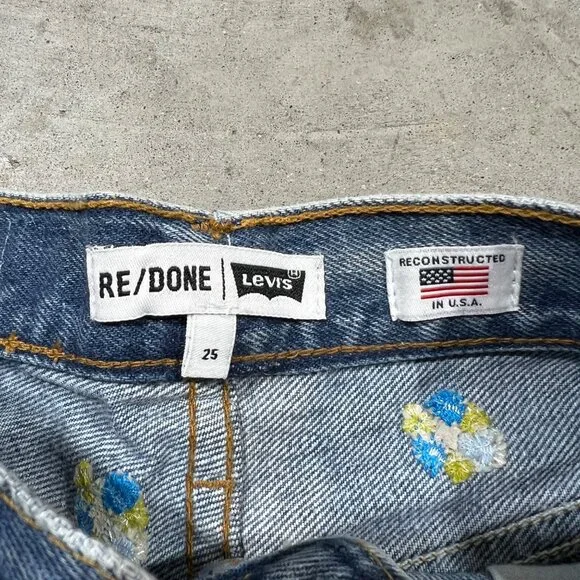 RE/DONE | Levi's ®
RECONSTRUCTED
IN U.S.A.
25